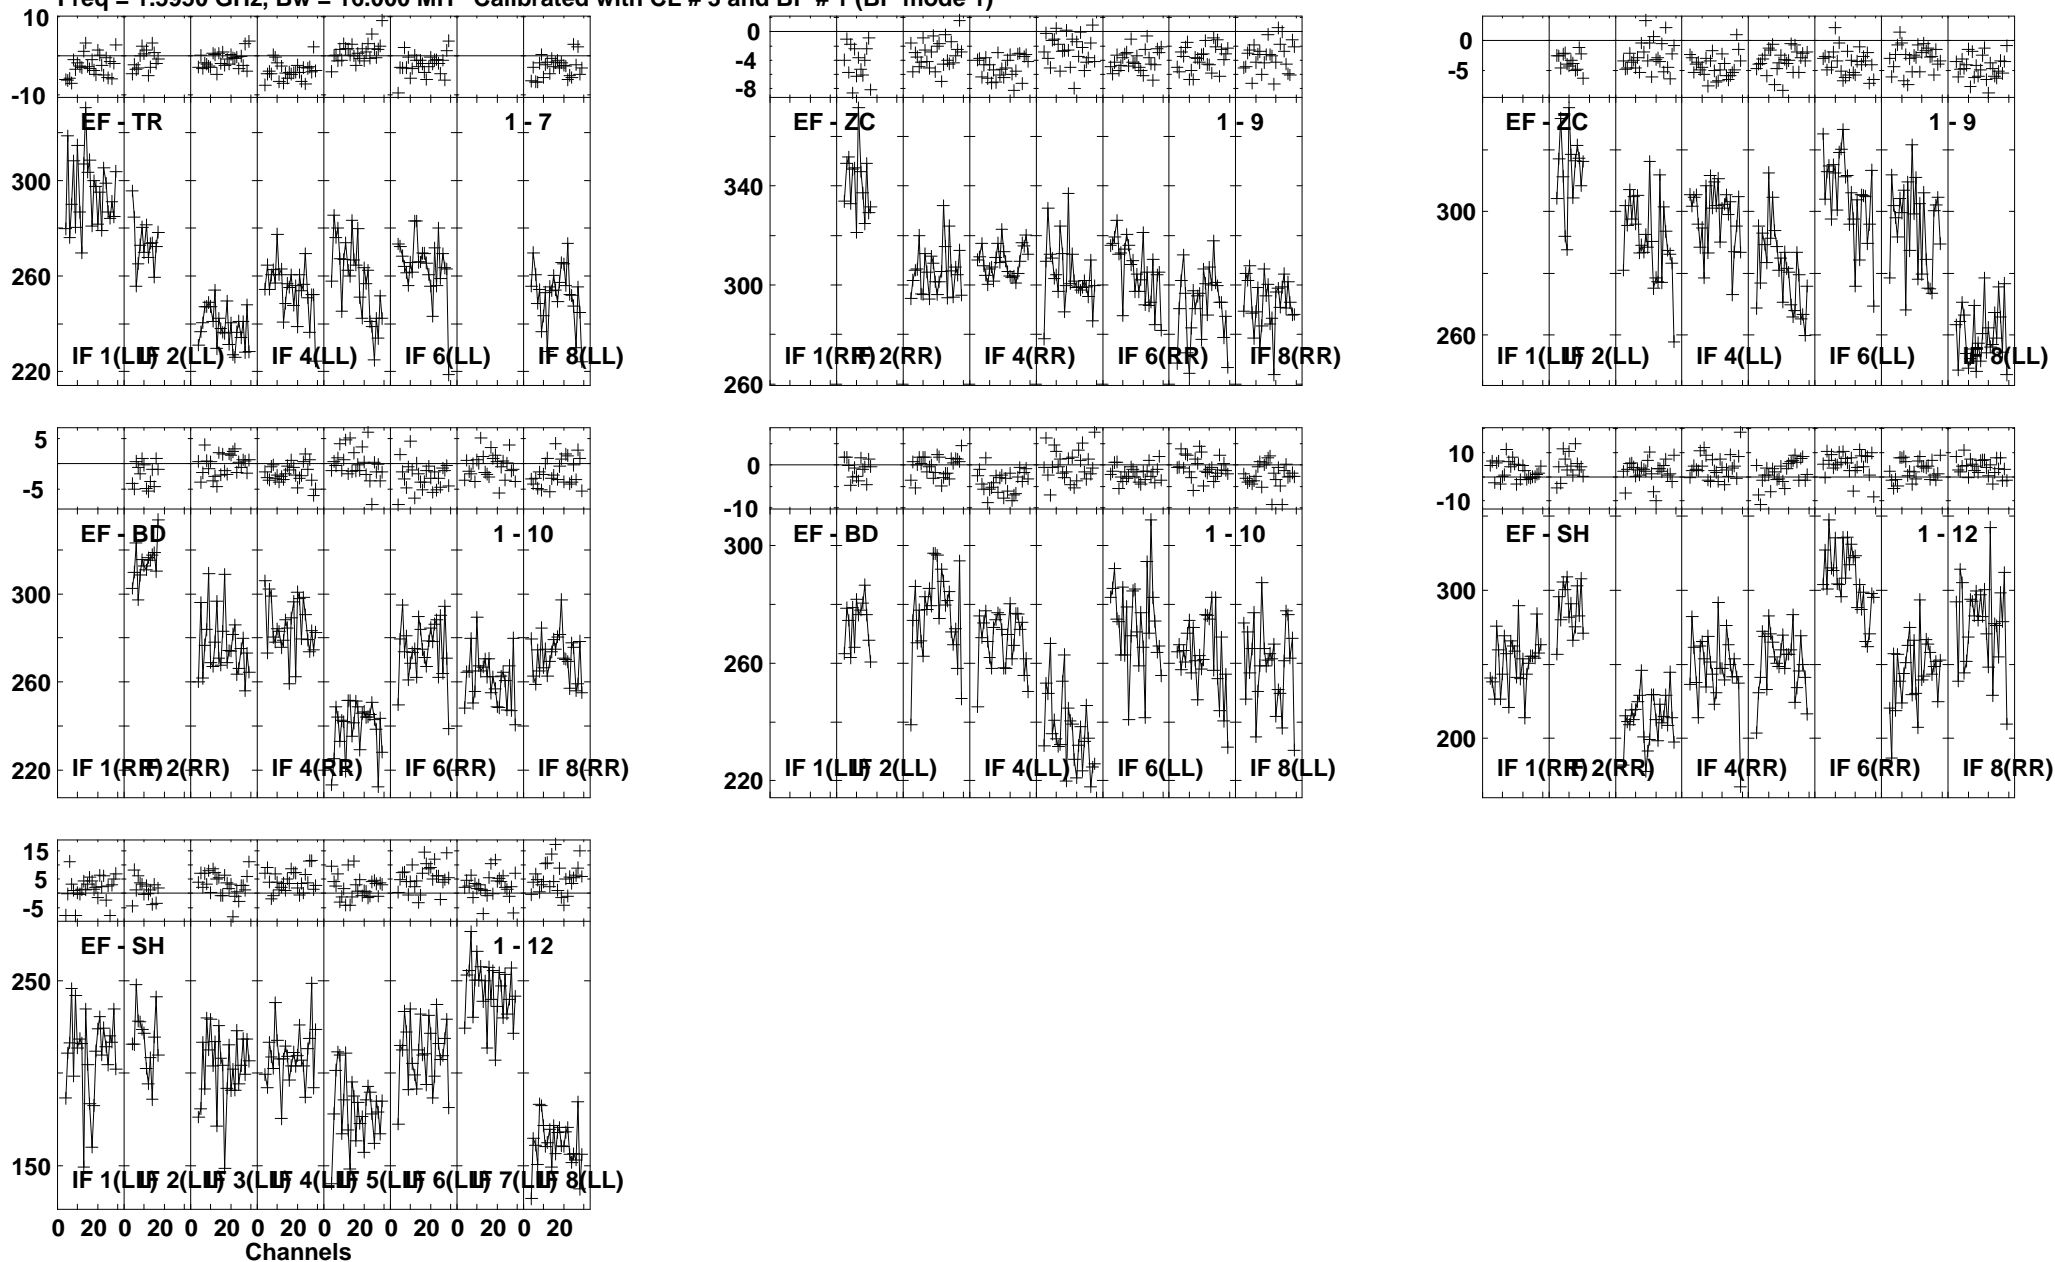 Freq = GHz, Bw = 16.000 MH Calibrated with CL # 3 and BP # 1 (BP mode 1)
10
-10
EF - TR 1 - 7
300
260
220
IF 1(LL) IF 2(LL) IF 4(LL) IF 6(LL) IF 8(LL)
0
-4
-8
EF - ZC 1 - 9
340
300
260
IF 1(RR) IF 2(RR) IF 4(RR) IF 6(RR) IF 8(RR)
0
-5
EF - ZC 1 - 9
300
260
IF 1(LL) IF 2(LL) IF 4(LL) IF 6(LL) IF 8(LL)
5
-5
EF - BD 1 - 10
300
260
220
IF 1(RR) IF 2(RR) IF 4(RR) IF 6(RR) IF 8(RR)
0
-10
EF - BD 1 - 10
300
260
220
IF 1(LL) IF 2(LL) IF 4(LL) IF 6(LL) IF 8(LL)
10
-10
EF - SH 1 - 12
300
200
IF 1(RR) IF 2(RR) IF 4(RR) IF 6(RR) IF 8(RR)
15
5
-5
EF - SH 1 - 12
250
150
IF 1(LL) IF 2(LL) IF 3(LL) IF 4(LL) IF 5(LL) IF 6(LL) IF 7(LL) IF 8(LL)
0 20 0 20 0 20 0 20 0 20 0 20 0 20 0 20
Channels